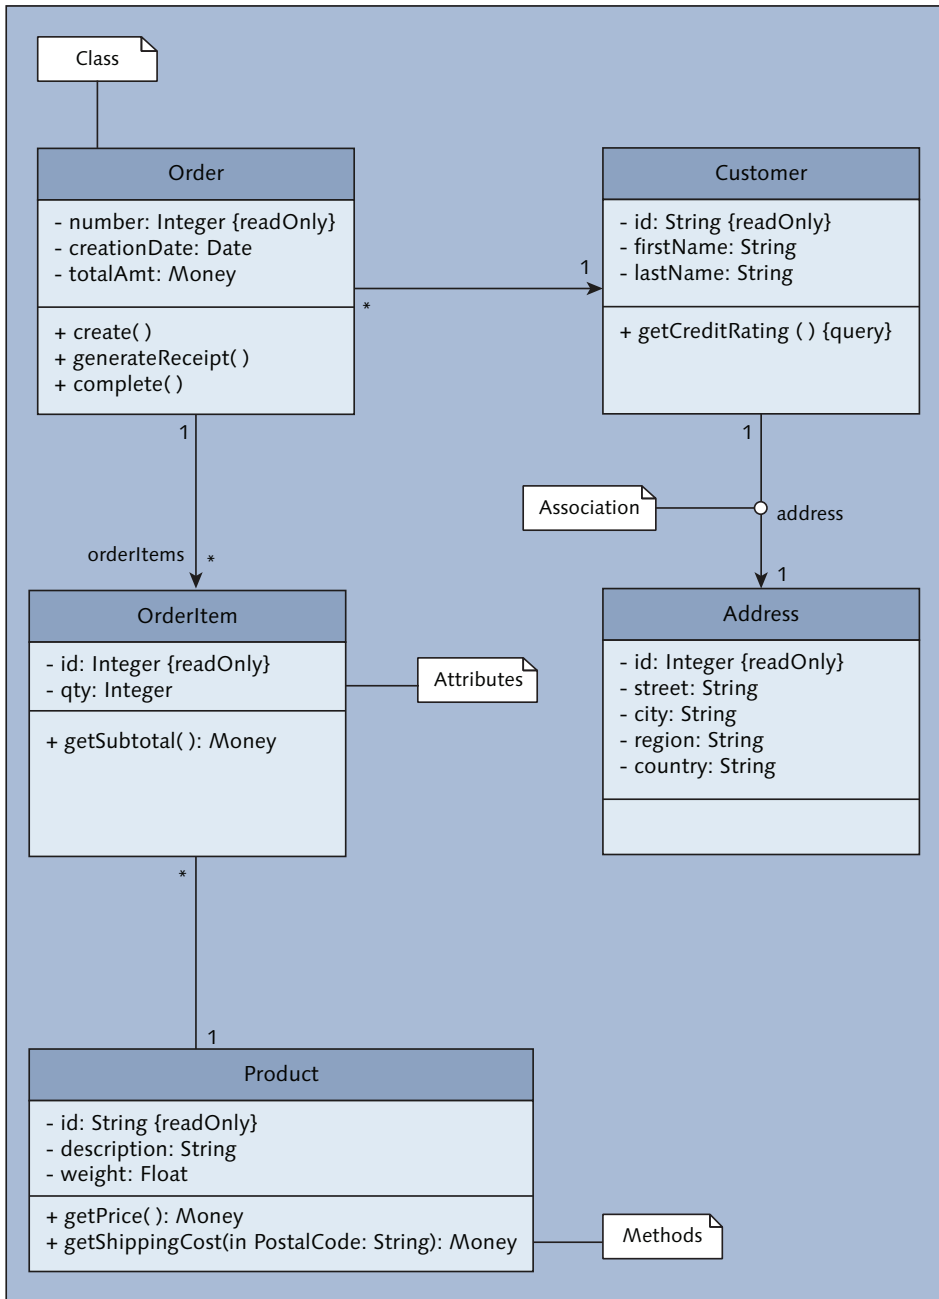 Class
Order
- number: Integer {readOnly}
- creationDate: Date
- totalAmt: Money
+ create( )
+ generateReceipt( )
+ complete( )
*
1
Customer
- id: String {readOnly}
- firstName: String
- lastName: String
+ getCreditRating ( ) {query}
1
orderItems
*
1
Association
address
1
OrderItem
- id: Integer {readOnly}
- qty: Integer
+ getSubtotal( ): Money
Attributes
Address
- id: Integer {readOnly}
- street: String
- city: String
- region: String
- country: String
*
1
Product
- id: String {readOnly}
- description: String
- weight: Float
+ getPrice( ): Money
+ getShippingCost(in PostalCode: String): Money
Methods